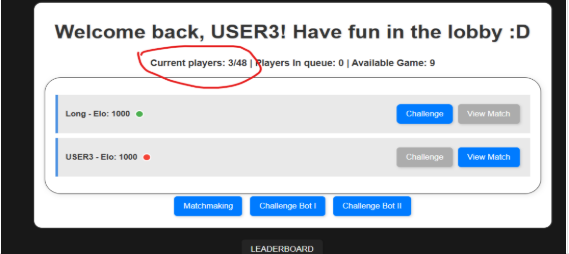 Welcome back, USER3! Have fun in the lobby :D
Current players: 3/48 | Players In queue: 0 | Available Game: 9
Long - Elo: 1000
Challenge
View Match
USER3 - Elo: 1000
Challenge
View Match
Matchmaking
Challenge Bot I
Challenge Bot II
LEADERBOARD